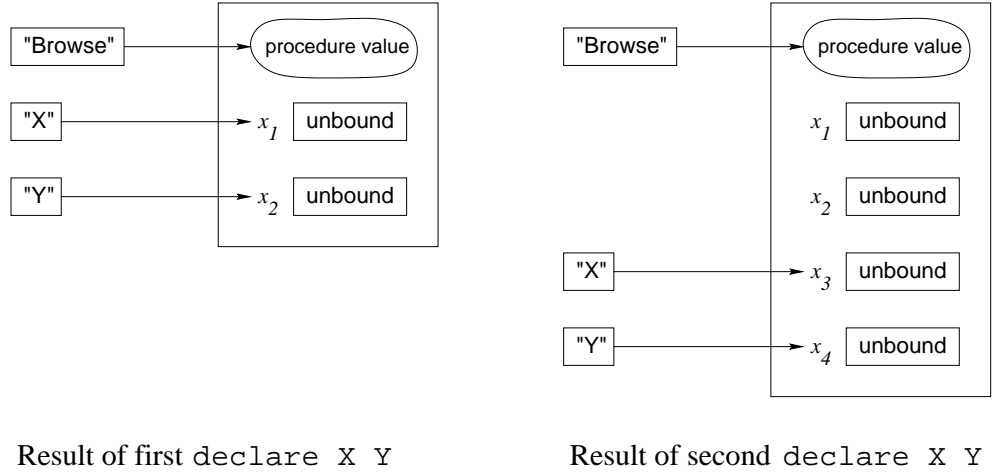 "Browse"
procedure value
"X"
x1
unbound
"Y"
x2
unbound
Result of first declare X Y
"Browse"
procedure value
x1
unbound
x2
unbound
"X"
x3
unbound
"Y"
x4
unbound
Result of second declare X Y